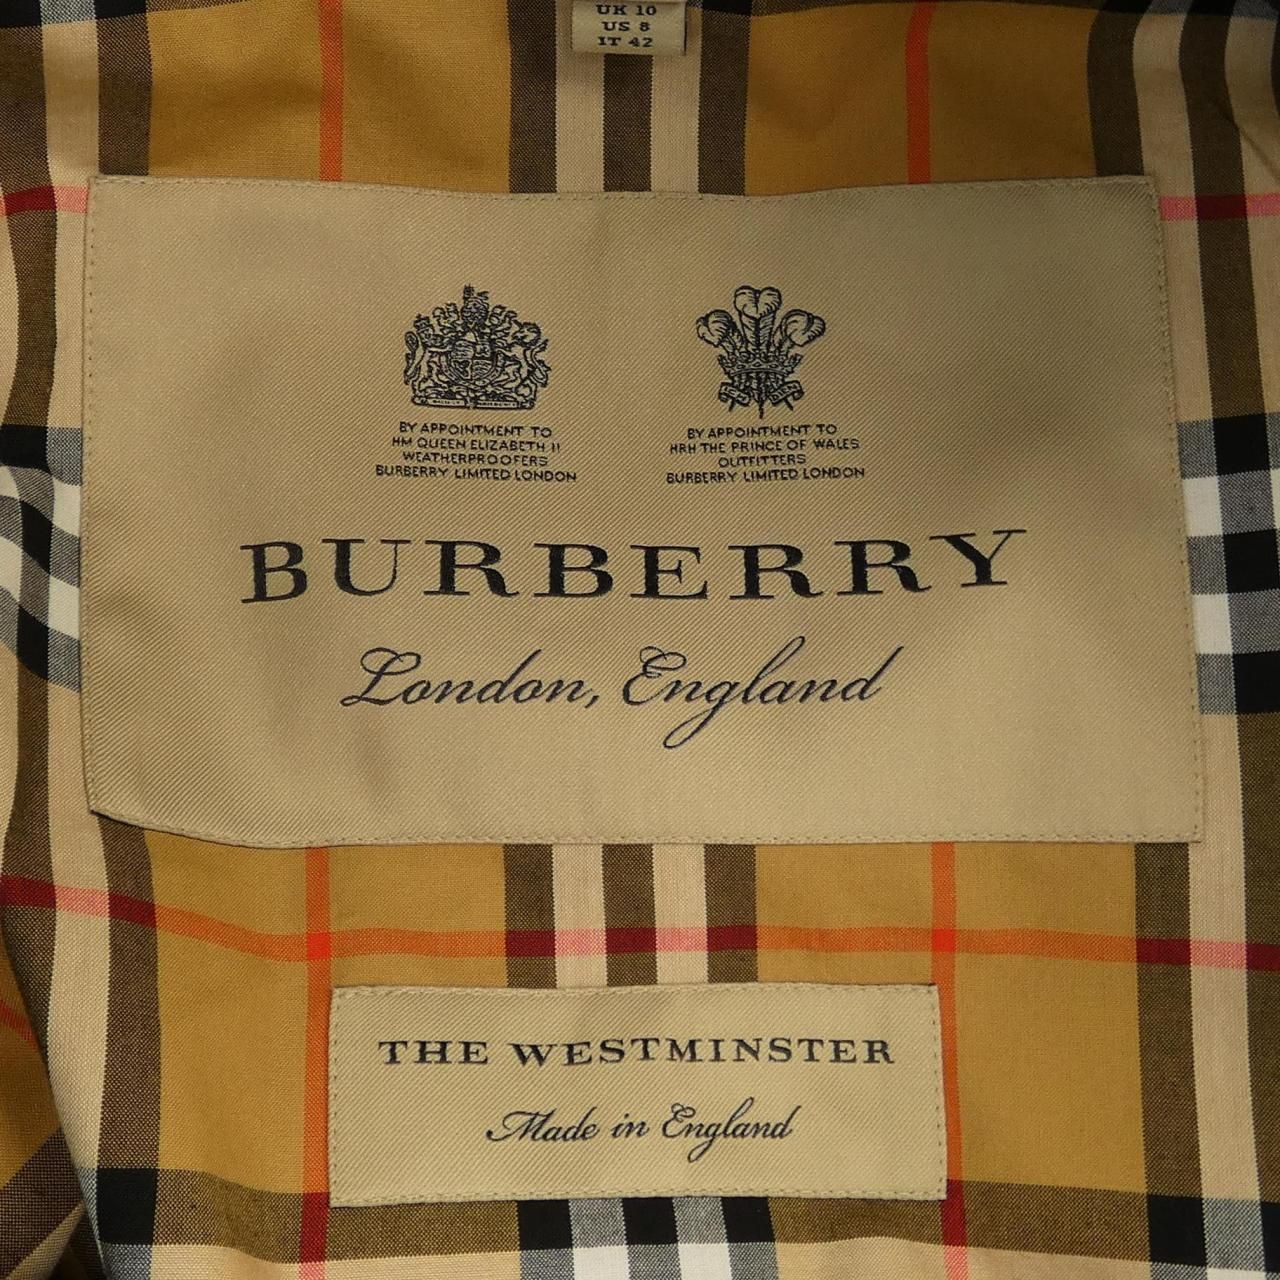 UK 10
US 8
IT 42
BY APPOINTMENT TO
HM QUEEN ELIZABETH II
WEATHERPROOFERS
BURBERRY LIMITED LONDON
BY APPOINTMENT TO
HRH THE PRINCE OF WALES
OUTFITTERS
BURBERRY LIMITED LONDON
BURBERRY
London, England
THE WESTMINSTER
Made in England